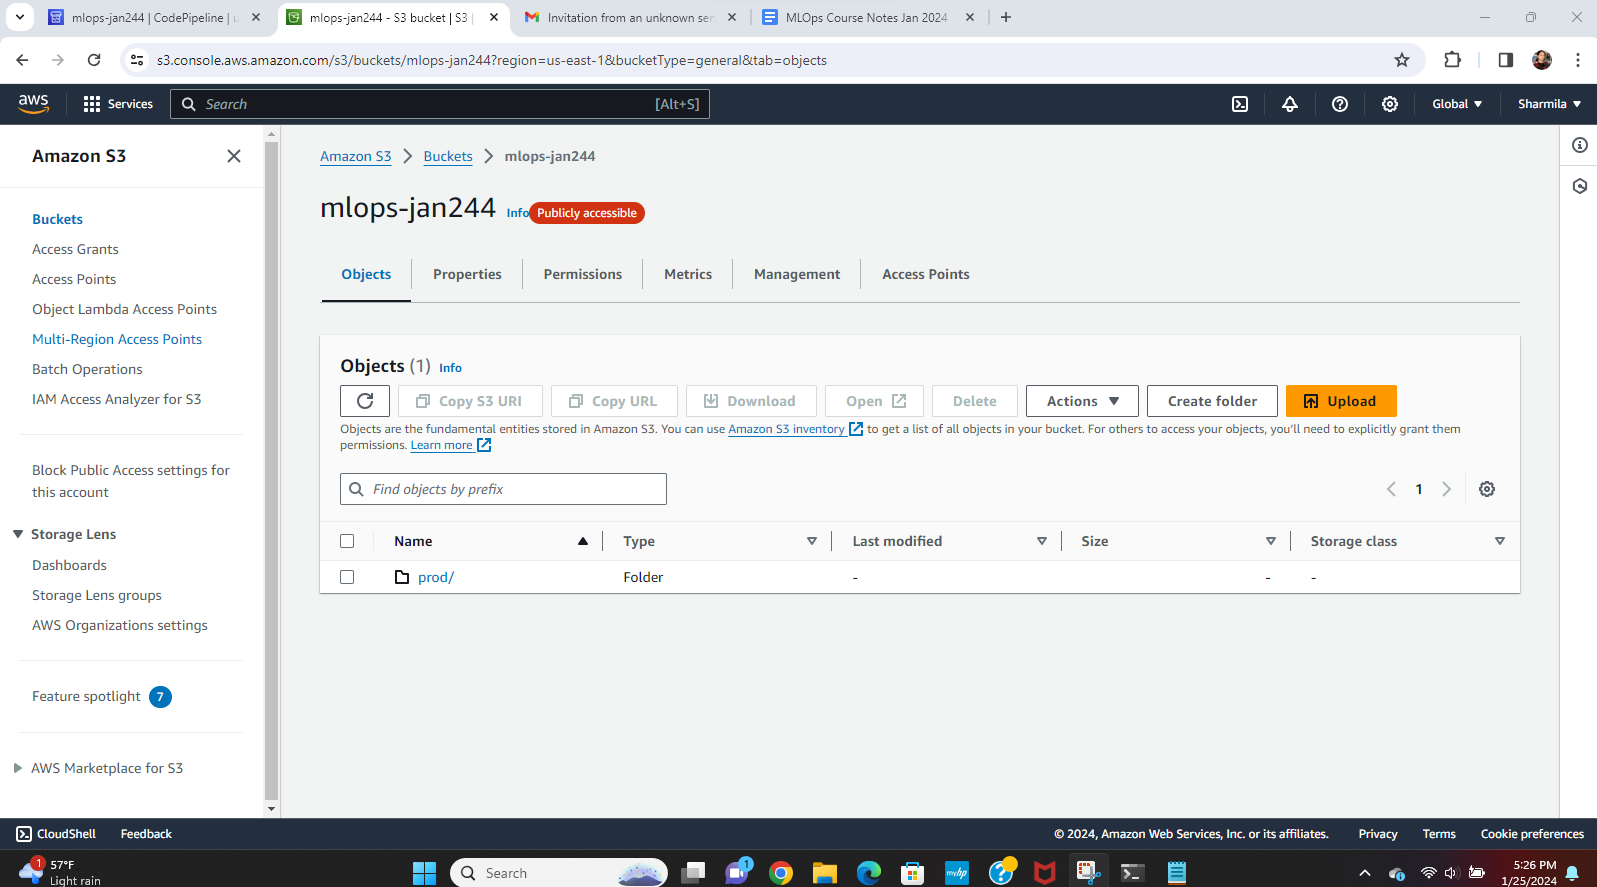 mlops-jan244 | CodePipeline | u
mlops-jan244 - S3 bucket | S3 |
Invitation from an unknown sen
MLOps Course Notes Jan 2024
s3.console.aws.amazon.com/s3/buckets/mlops-jan244?region=us-east-1&bucketType=general&tab=objects
aws
Services
Search
[Alt+S]
Global
Sharmila
Amazon S3
Buckets
Access Grants
Access Points
Object Lambda Access Points
Multi-Region Access Points
Batch Operations
IAM Access Analyzer for S3
Block Public Access settings for
this account
Storage Lens
Dashboards
Storage Lens groups
AWS Organizations settings
Feature spotlight 7
AWS Marketplace for S3
Amazon S3 > Buckets > mlops-jan244
mlops-jan244 Info Publicly accessible
Objects
Properties
Permissions
Metrics
Management
Access Points
Objects (1) Info
Copy S3 URI
Copy URL
Download
Open
Delete
Actions
Create folder
Upload
Objects are the fundamental entities stored in Amazon S3. You can use Amazon S3 inventory to get a list of all objects in your bucket. For others to access your objects, you'll need to explicitly grant them
permissions. Learn more
Find objects by prefix
1
Name Type Last modified Size Storage class
prod/ Folder - - -
CloudShell
Feedback
© 2024, Amazon Web Services, Inc. or its affiliates.
Privacy
Terms
Cookie preferences
1
57°F
Light rain
Search
1
myhp
5:26 PM
1/25/2024